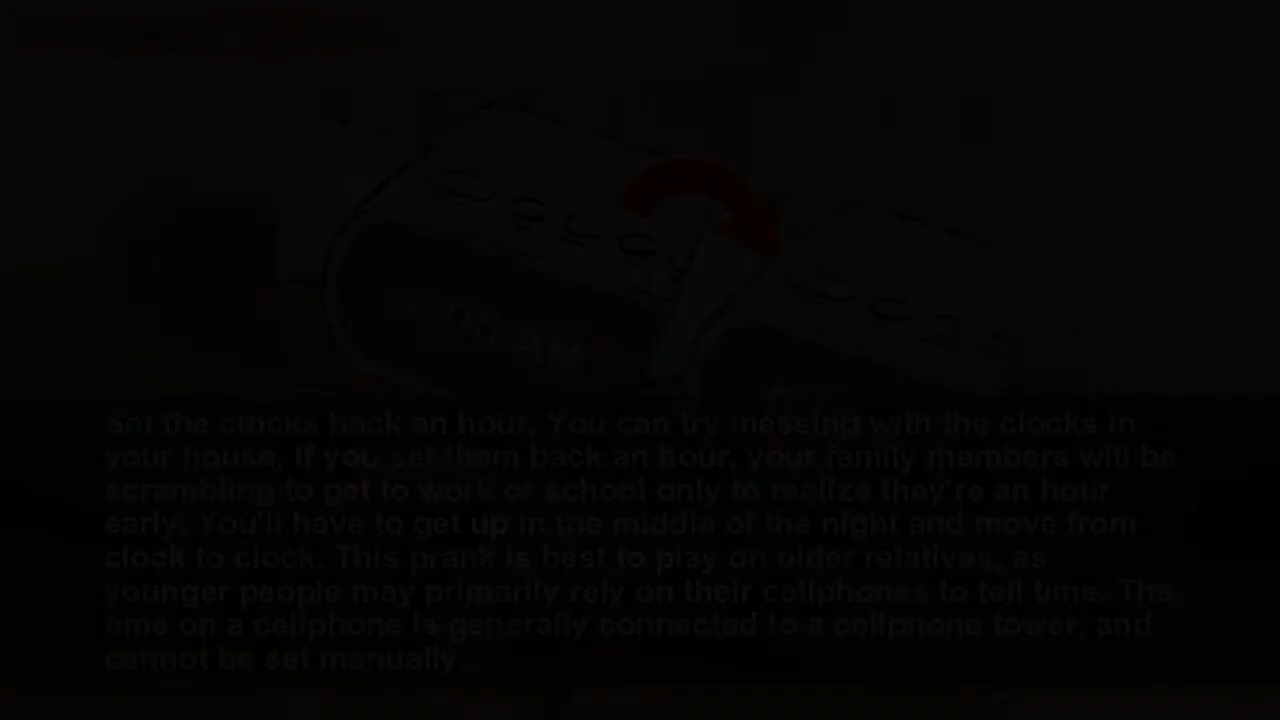 7:00 AM
Set the clocks back an hour. You can try messing with the clocks in
your house. If you set them back an hour, your family members will be
scrambling to get to work or school only to realize they're an hour
early. You'll have to get up in the middle of the night and move from
clock to clock. This prank is best to play on older relatives, as
younger people may primarily rely on their cellphones to tell time. The
time on a cellphone is generally connected to a cellphone tower, and
cannot be set manually.